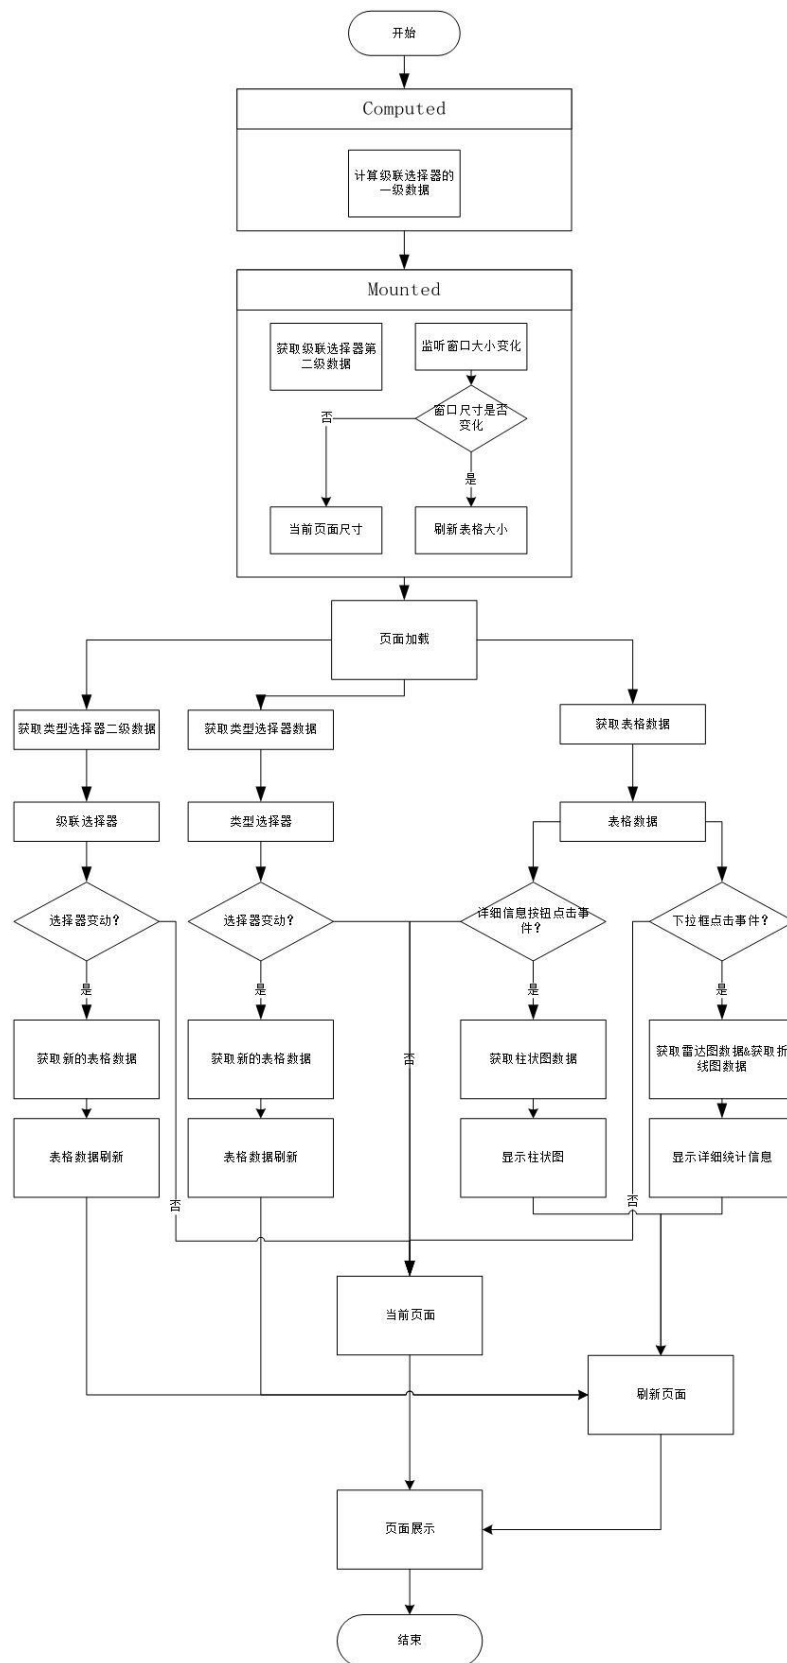 开始
Computed
计算级联选择器的
一级数据
Mounted
获取级联选择器第
二级数据
监听窗口大小变化
窗口尺寸是否
变化
否
是
当前页面尺寸
刷新表格大小
页面加载
获取类型选择器二级数据
获取类型选择器数据
获取表格数据
级联选择器
类型选择器
表格数据
选择器变动?
选择器变动?
详细信息按钮点击事
件?
下拉框点击事件?
是
是
是
是
获取新的表格数据
获取新的表格数据
否
获取柱状图数据
获取雷达图数据&获取折
线图数据
表格数据刷新
表格数据刷新
显示柱状图
显示详细统计信息
否
否
当前页面
刷新页面
页面展示
结束